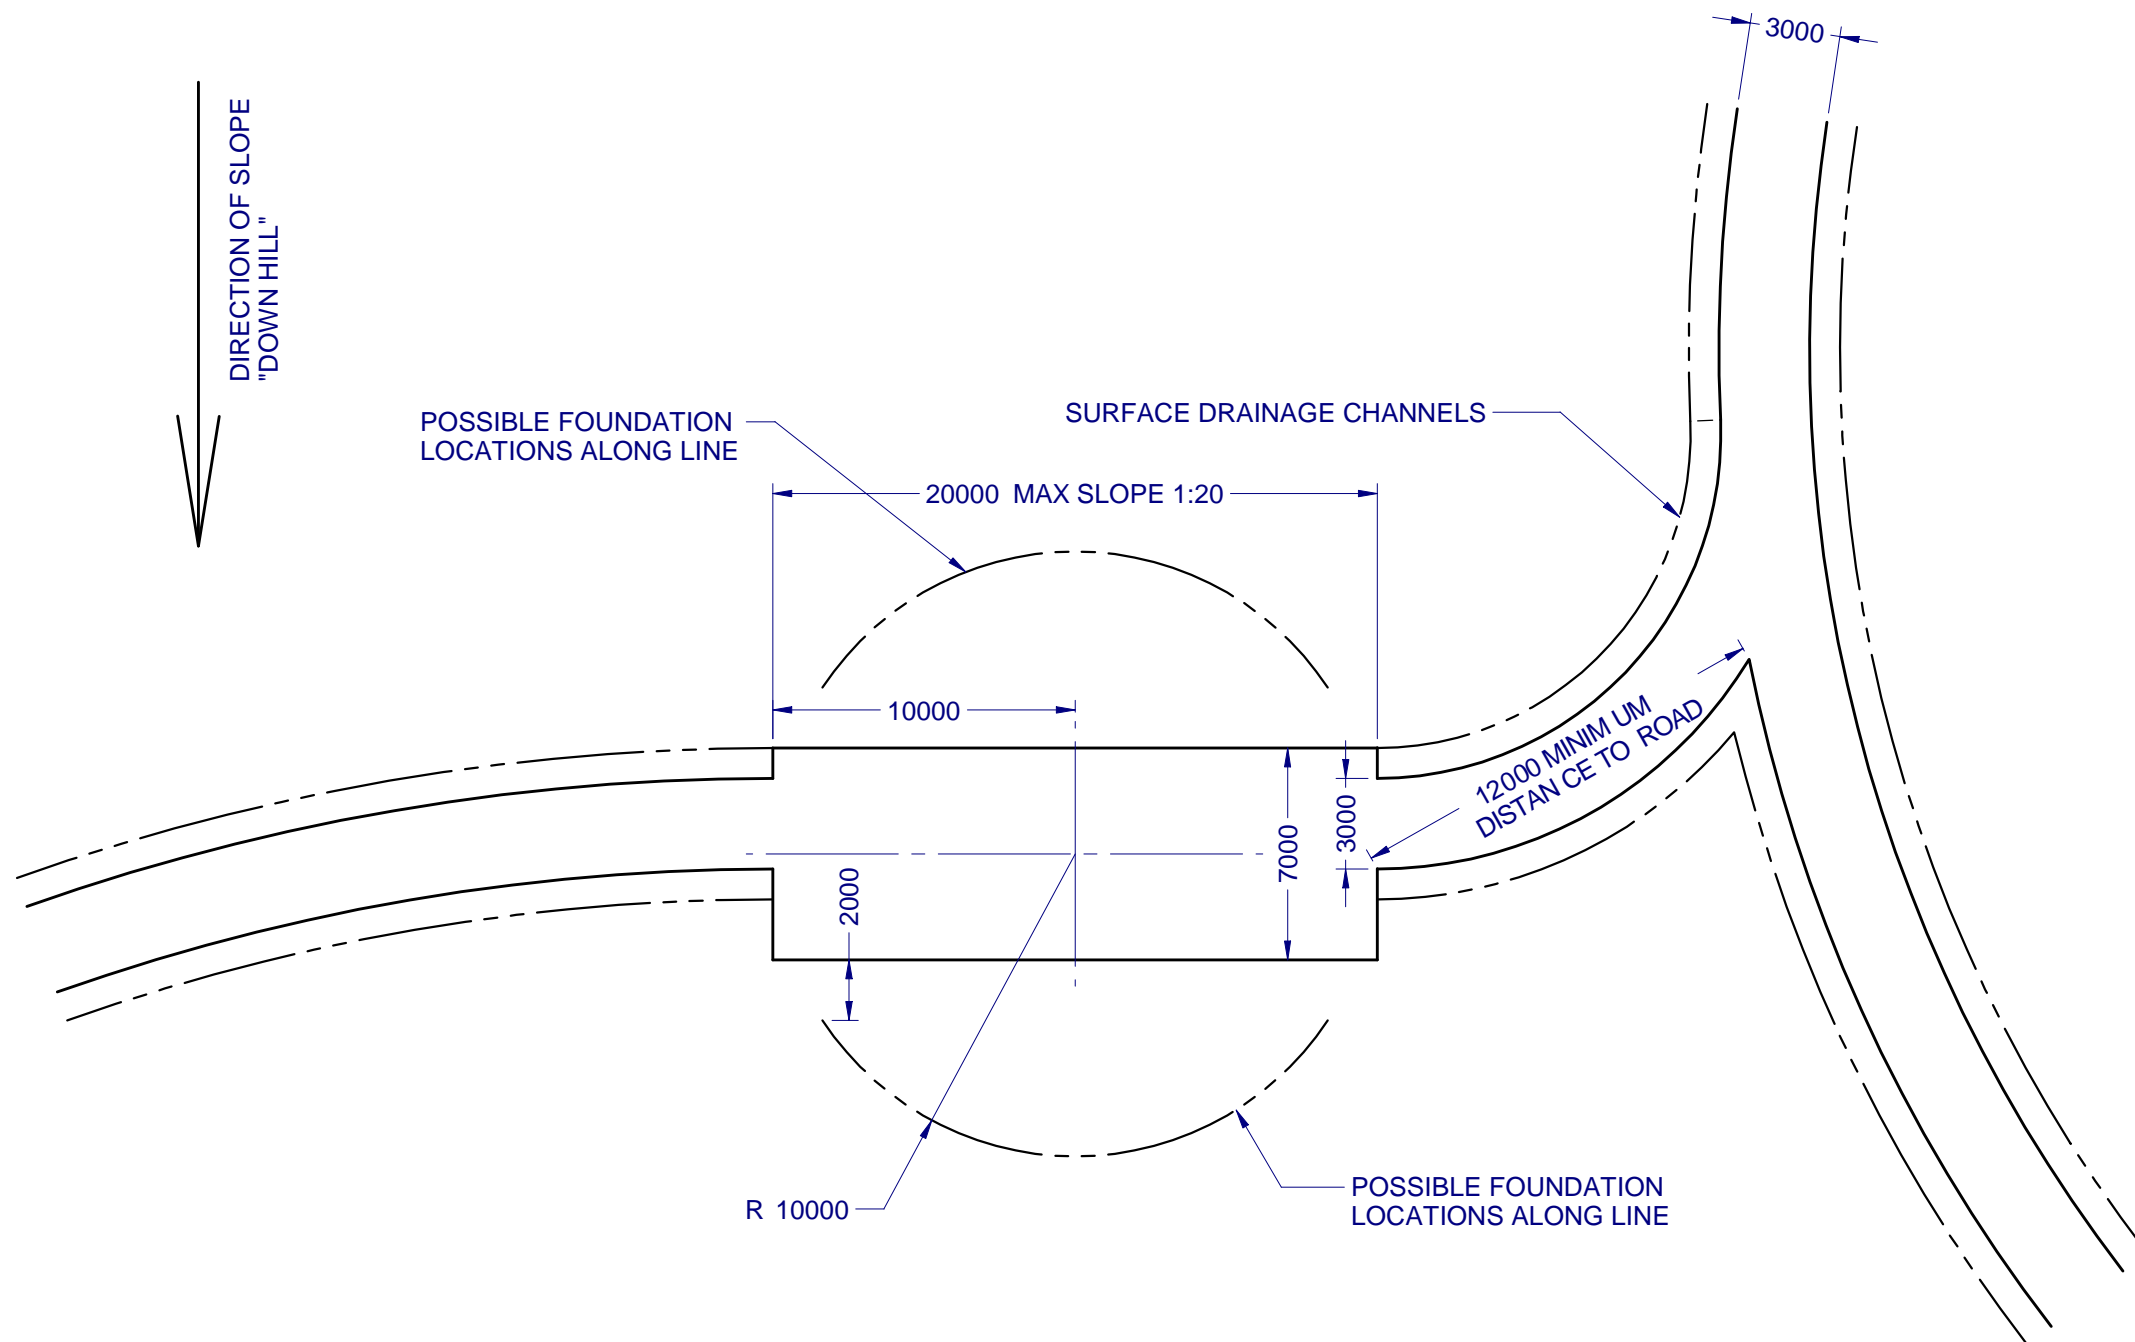 3000
DIRECTION OF SLOPE
"DOWN HILL"
POSSIBLE FOUNDATION
LOCATIONS ALONG LINE
SURFACE DRAINAGE CHANNELS
20000 MAX SLOPE 1:20
10000
12000 MINIM UM
DISTAN CE TO ROAD
3000
7000
2000
R 10000
POSSIBLE FOUNDATION
LOCATIONS ALONG LINE